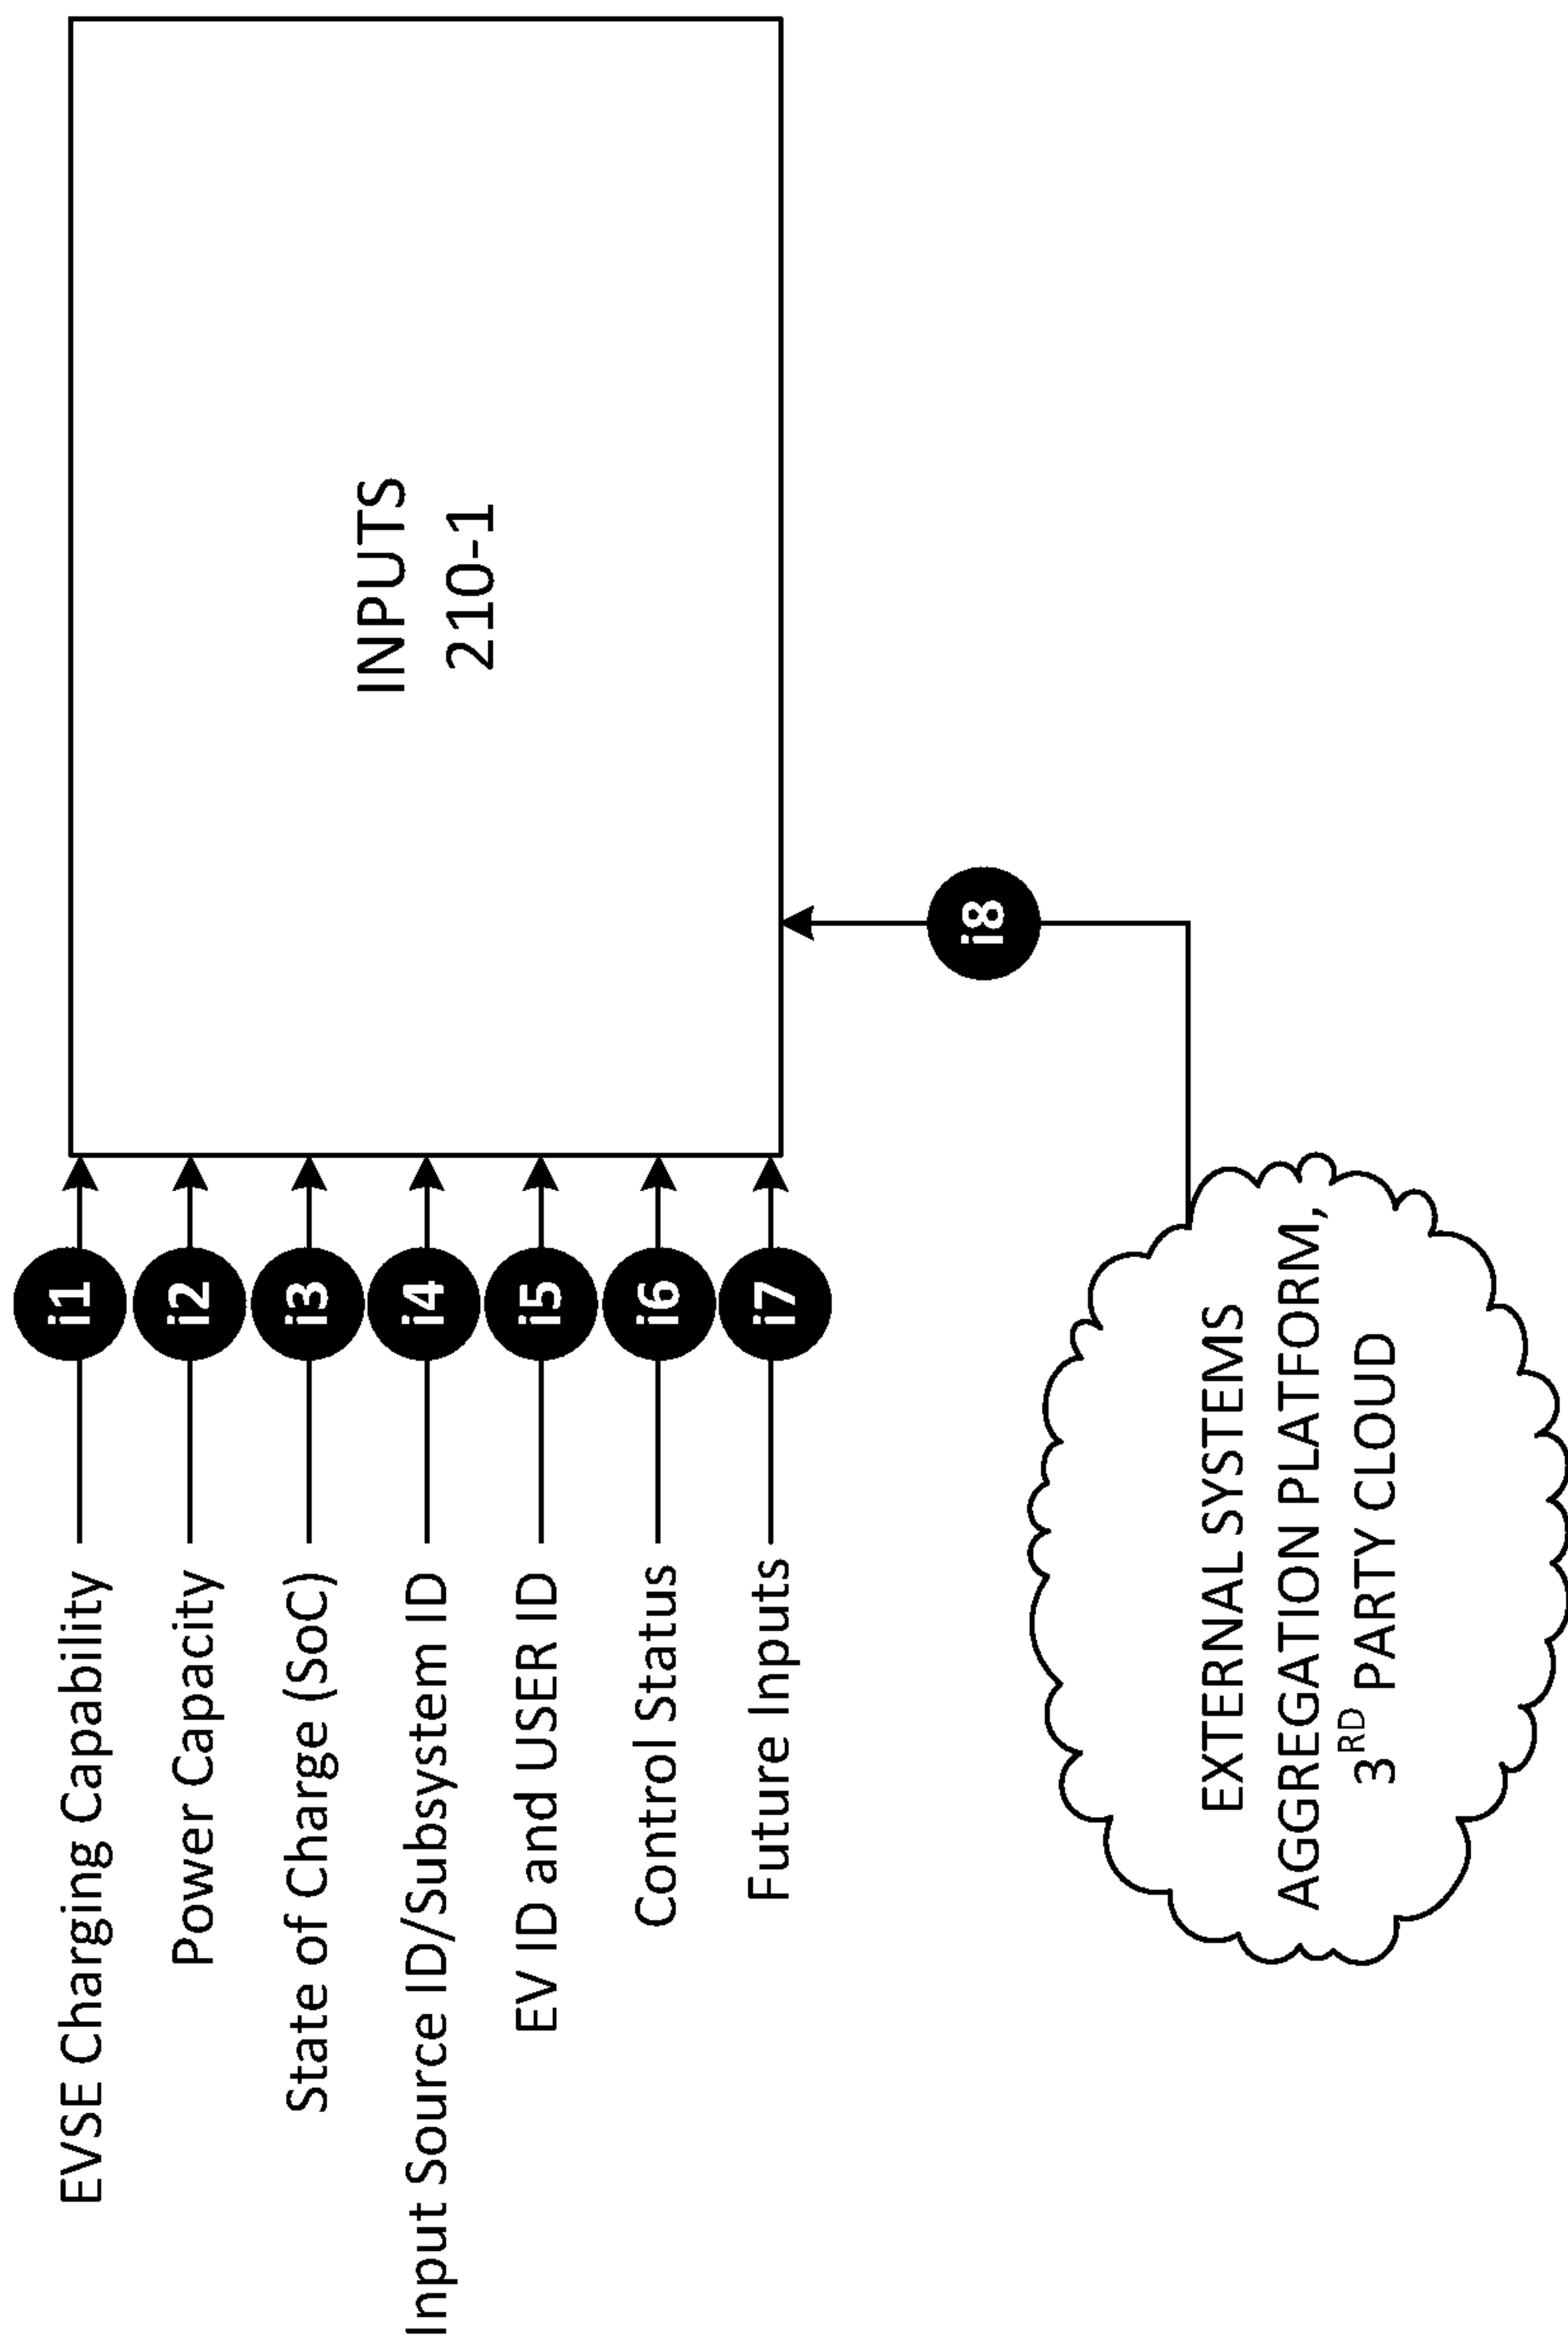 EVSE Charging Capability
i1
Power Capacity
i2
State of Charge (SoC)
i3
Input Source ID/Subsystem ID
i4
EV ID and USER ID
i5
Control Status
i6
Future Inputs
i7
INPUTS
210-1
i8
EXTERNAL SYSTEMS
AGGREGATION PLATFORM,
3RD PARTY CLOUD